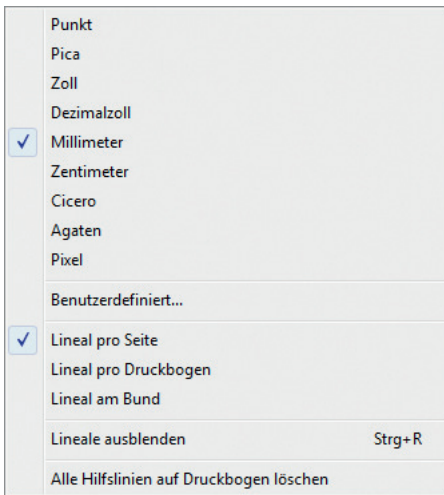 Punkt
Pica
Zoll
Dezimalzoll
Millimeter
Zentimeter
Cicero
Agaten
Pixel
Benutzerdefiniert...
Lineal pro Seite
Lineal pro Druckbogen
Lineal am Bund
Lineale ausblenden Strg+R
Alle Hilfslinien auf Druckbogen löschen